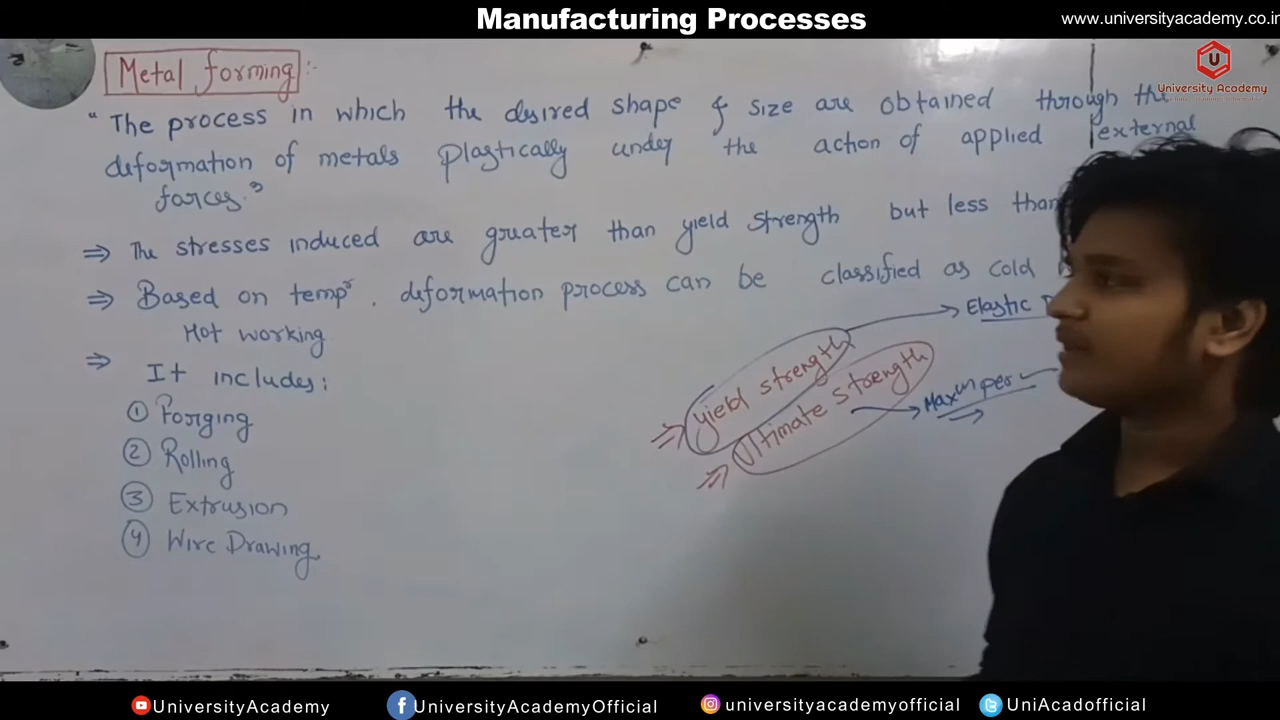 Manufacturing Processes
www.universityacademy.co.in
University Academy
Metal forming :-
" The process in which the desired shape & size are obtained through the
deformation of metals plastically under the action of applied external
forces."
⇒ The stresses induced are greater than yield strength but less than
⇒ Based on tempr. deformation process can be classified as cold
Hot working
⇒ It includes:
① Forging
② Rolling
③ Extrusion
④ Wire Drawing
⇒ yield strength → Elastic
⇒ Ultimate strength → Maxm per
UniversityAcademy
UniversityAcademyOfficial
universityacademyofficial
UniAcadofficial